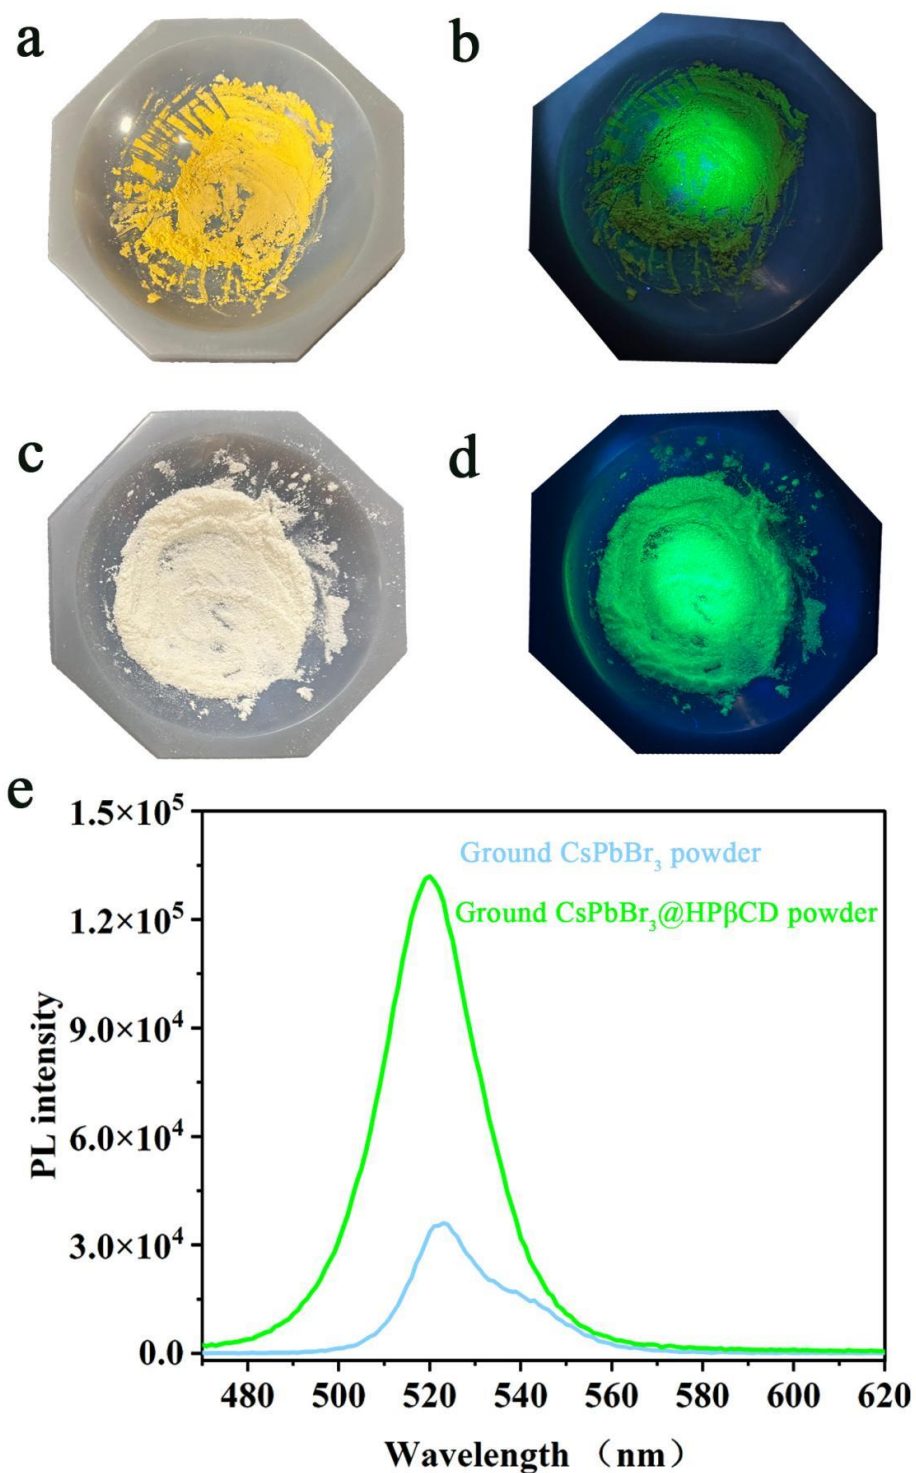 a
b
c
d
e
1.5×10⁵
1.2×10⁵
9.0×10⁴
6.0×10⁴
3.0×10⁴
0.0
PL intensity
Ground CsPbBr₃ powder
Ground CsPbBr₃@HPβCD powder
480 500 520 540 560 580 600 620
Wavelength （nm）